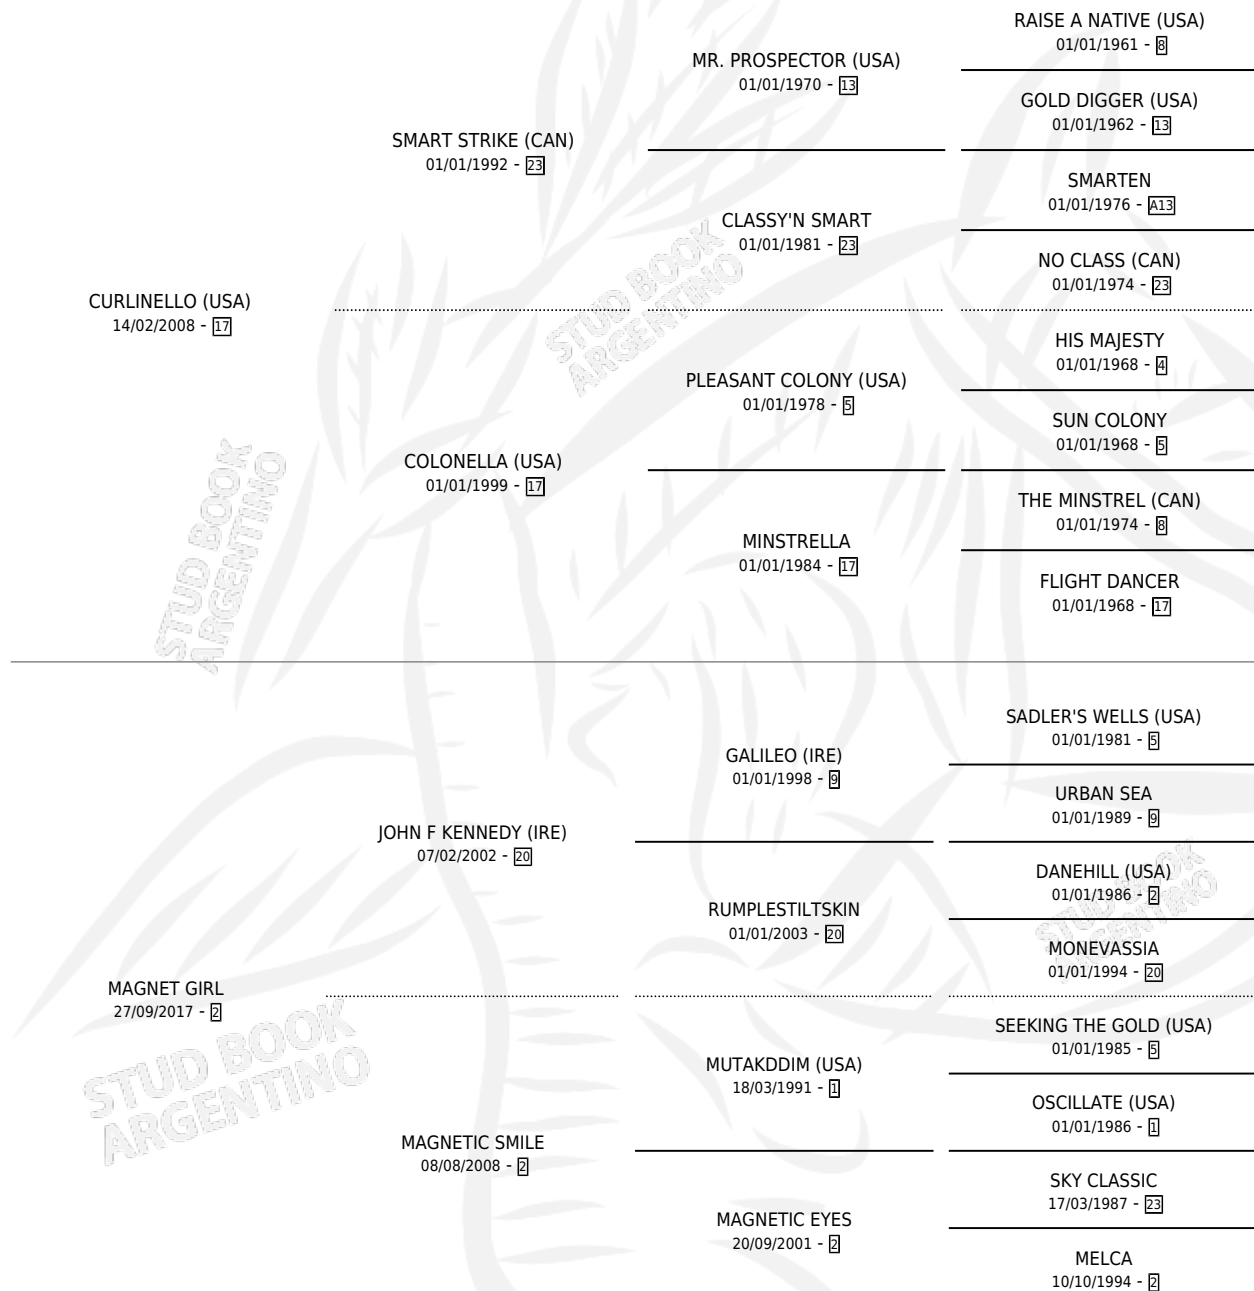 RAISE A NATIVE (USA)
01/01/1961 - 8
MR. PROSPECTOR (USA)
01/01/1970 - 13
GOLD DIGGER (USA)
01/01/1962 - 13
SMART STRIKE (CAN)
01/01/1992 - 23
SMARTEN
01/01/1976 - A13
CLASSY'N SMART
01/01/1981 - 23
NO CLASS (CAN)
01/01/1974 - 23
CURLINELLO (USA)
14/02/2008 - 17
HIS MAJESTY
01/01/1968 - 4
PLEASANT COLONY (USA)
01/01/1978 - 5
SUN COLONY
01/01/1968 - 5
COLONELLA (USA)
01/01/1999 - 17
THE MINSTREL (CAN)
01/01/1974 - 8
MINSTRELLA
01/01/1984 - 17
FLIGHT DANCER
01/01/1968 - 17
SADLER'S WELLS (USA)
01/01/1981 - 5
GALILEO (IRE)
01/01/1998 - 9
URBAN SEA
01/01/1989 - 9
JOHN F KENNEDY (IRE)
07/02/2002 - 20
DANEHILL (USA)
01/01/1986 - 2
RUMPLESTILTSKIN
01/01/2003 - 20
MONEVASSIA
01/01/1994 - 20
MAGNET GIRL
27/09/2017 - 2
SEEKING THE GOLD (USA)
01/01/1985 - 5
MUTAKDDIM (USA)
18/03/1991 - 1
OSCILLATE (USA)
01/01/1986 - 1
MAGNETIC SMILE
08/08/2008 - 2
SKY CLASSIC
17/03/1987 - 23
MAGNETIC EYES
20/09/2001 - 2
MELCA
10/10/1994 - 2
STUD BOOK
ARGENTINO
STUD BOOK
ARGENTINO
STUD BOOK
ARGENTINO
STUD BOOK
ARGENTINO